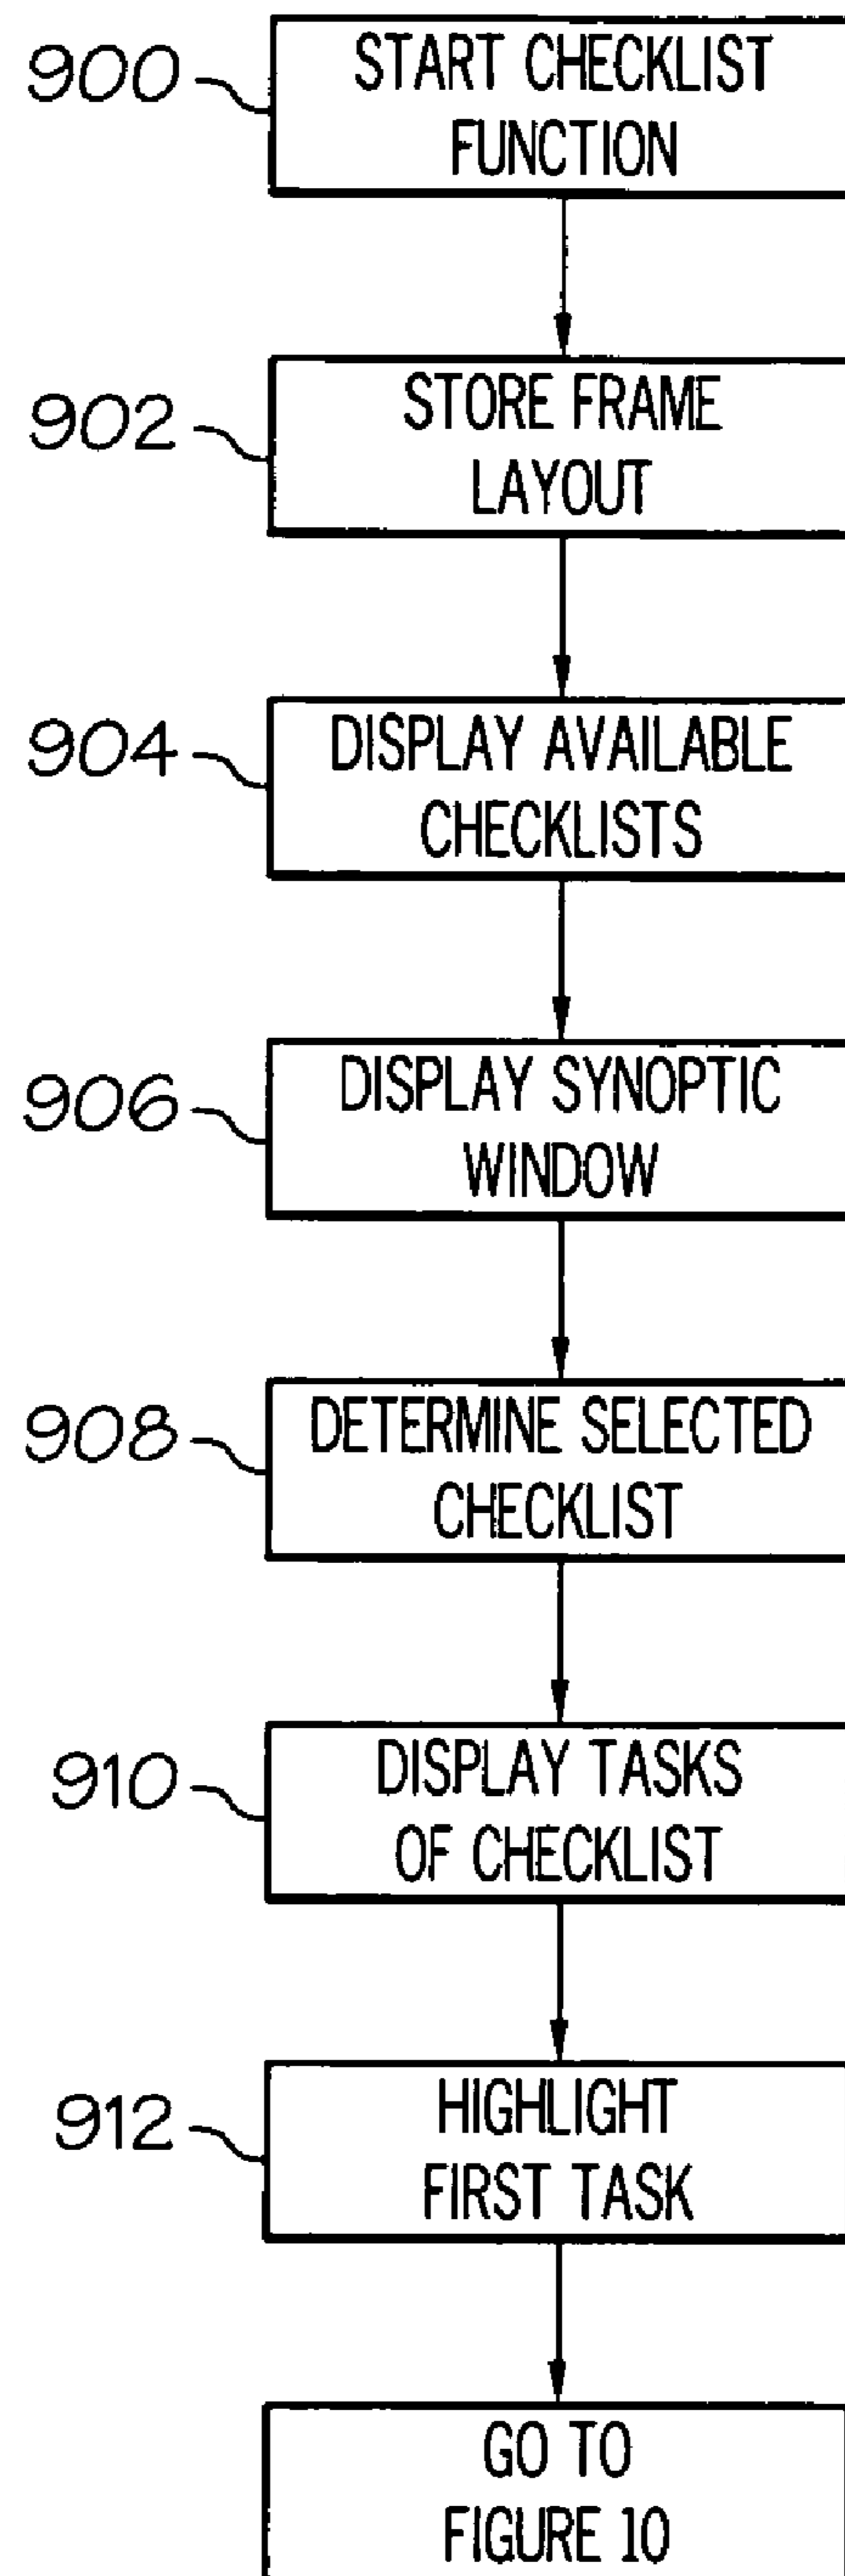 900
START CHECKLIST
FUNCTION
902
STORE FRAME
LAYOUT
904
DISPLAY AVAILABLE
CHECKLISTS
906
DISPLAY SYNOPTIC
WINDOW
908
DETERMINE SELECTED
CHECKLIST
910
DISPLAY TASKS
OF CHECKLIST
912
HIGHLIGHT
FIRST TASK
GO TO
FIGURE 10